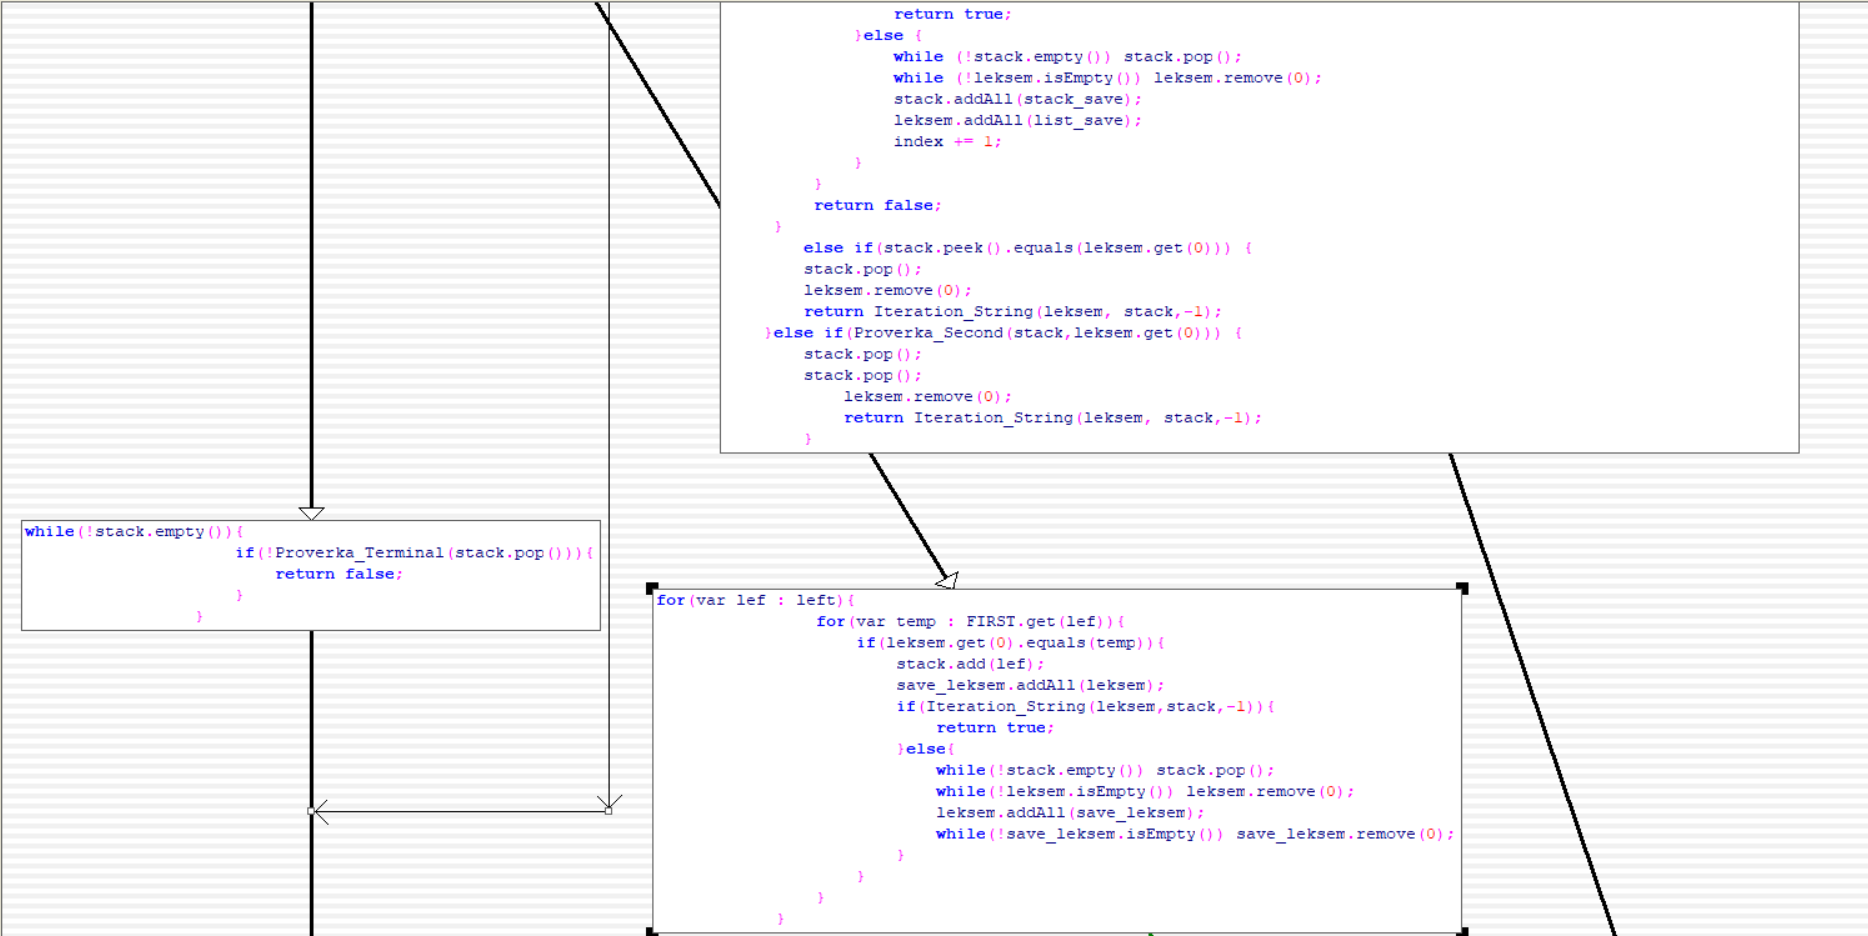 return true;
}else {
while (!stack.empty()) stack.pop();
while (!leksem.isEmpty()) leksem.remove(0);
stack.addAll(stack_save);
leksem.addAll(list_save);
index += 1;
}
}
return false;
}
else if(stack.peek().equals(leksem.get(0))) {
stack.pop();
leksem.remove(0);
return Iteration_String(leksem, stack,-1);
}else if(Proverka_Second(stack,leksem.get(0))) {
stack.pop();
stack.pop();
leksem.remove(0);
return Iteration_String(leksem, stack,-1);
}
while(!stack.empty()){
if(!Proverka_Terminal(stack.pop())){
return false;
}
}
for(var lef : left){
for(var temp : FIRST.get(lef)){
if(leksem.get(0).equals(temp)){
stack.add(lef);
save_leksem.addAll(leksem);
if(Iteration_String(leksem,stack,-1)){
return true;
}else{
while(!stack.empty()) stack.pop();
while(!leksem.isEmpty()) leksem.remove(0);
leksem.addAll(save_leksem);
while(!save_leksem.isEmpty()) save_leksem.remove(0);
}
}
}
}